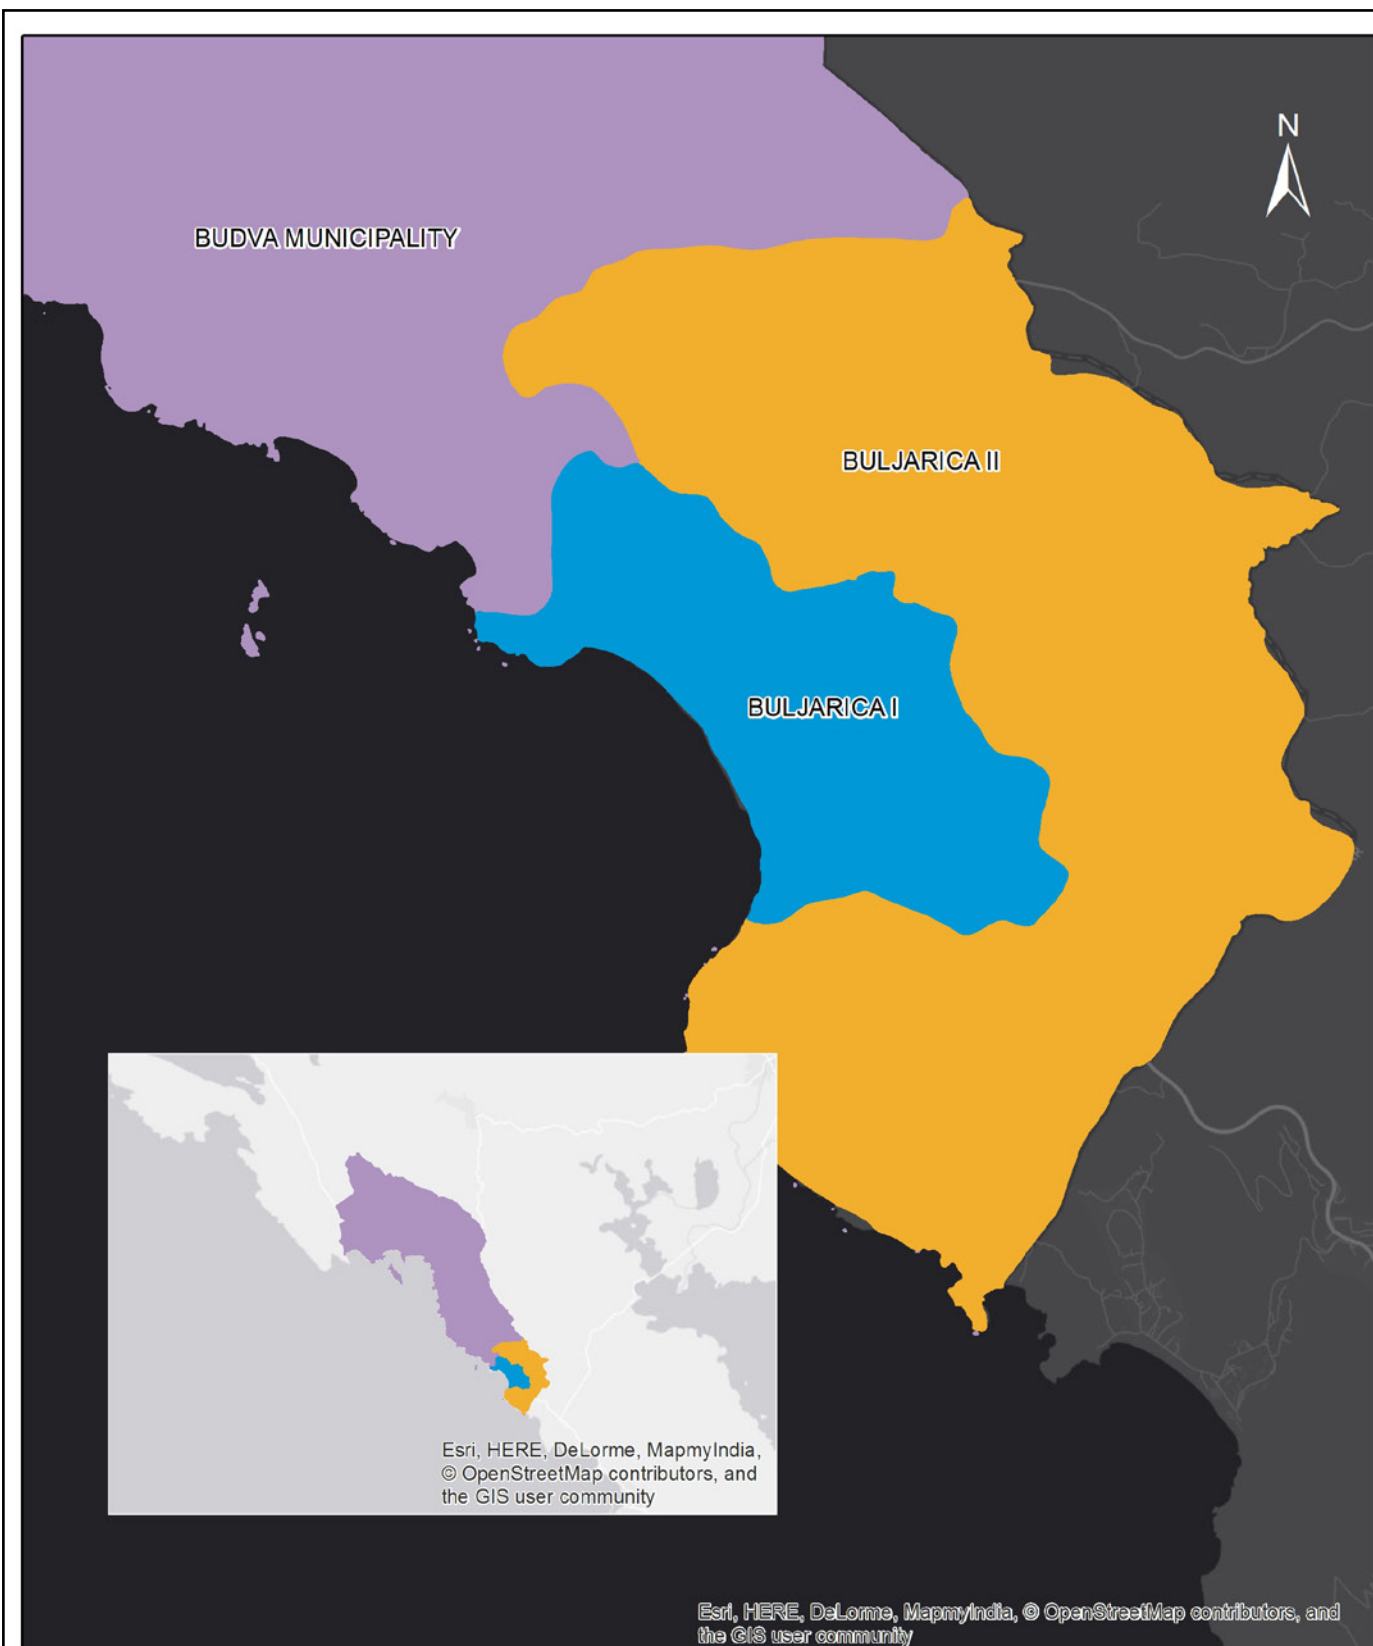 N
BUDVA MUNICIPALITY
BULJARICA II
BULJARICA I
Esri, HERE, DeLorme, MapmyIndia,
© OpenStreetMap contributors, and
the GIS user community
Esri, HERE, DeLorme, MapmyIndia, © OpenStreetMap contributors, and
the GIS user community